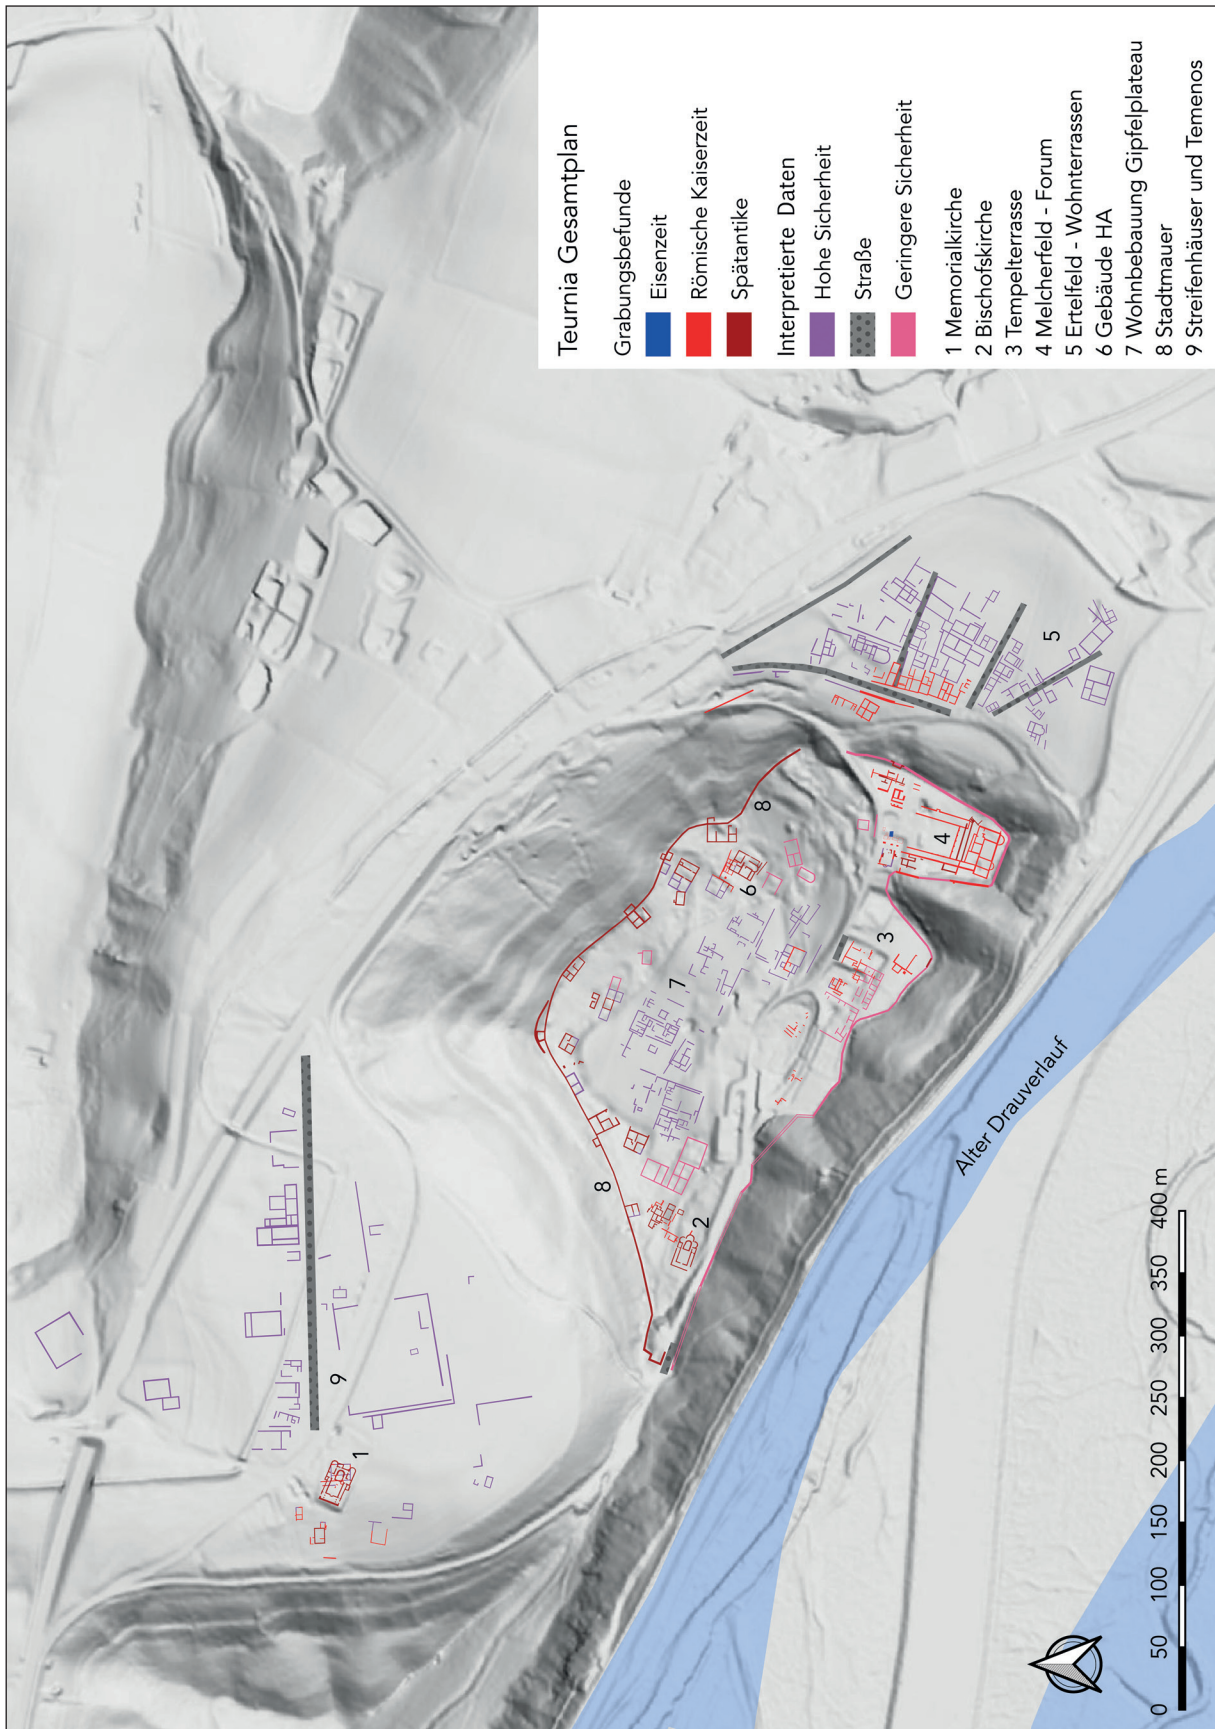 Teurnia Gesamtplan
Grabungsbefunde
Eisenzeit
Römische Kaiserzeit
Spätantike
Interpretierte Daten
Hohe Sicherheit
Straße
Geringere Sicherheit
1 Memorialkirche
2 Bischofskirche
3 Tempelterrasse
4 Melcherfeld - Forum
5 Ertelfeld - Wohnterrassen
6 Gebäude HA
7 Wohnbebauung Gipfelplateau
8 Stadtmauer
9 Streifenhäuser und Temenos
1
9
8
2
7
6
8
3
4
5
Alter Drauverlauf
0 50 100 150 200 250 300 350 400 m